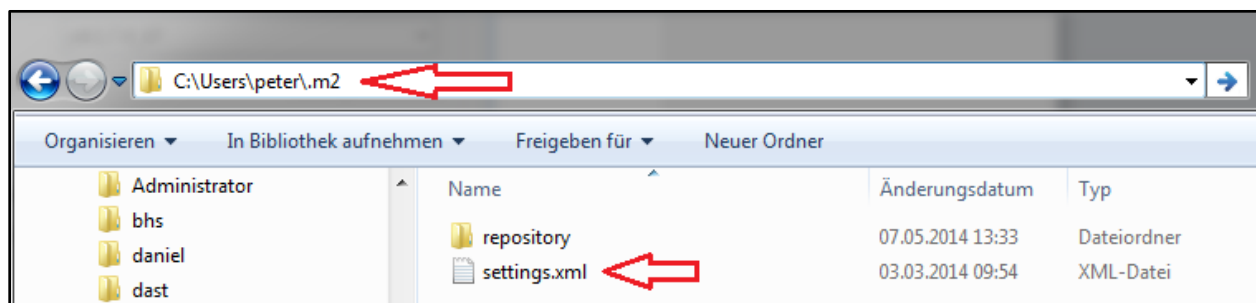 C:\Users\peter\.m2
Organisieren In Bibliothek aufnehmen Freigeben für Neuer Ordner
Administrator
bhs
daniel
dast
Name Änderungsdatum Typ
repository 07.05.2014 13:33 Dateiordner
settings.xml 03.03.2014 09:54 XML-Datei